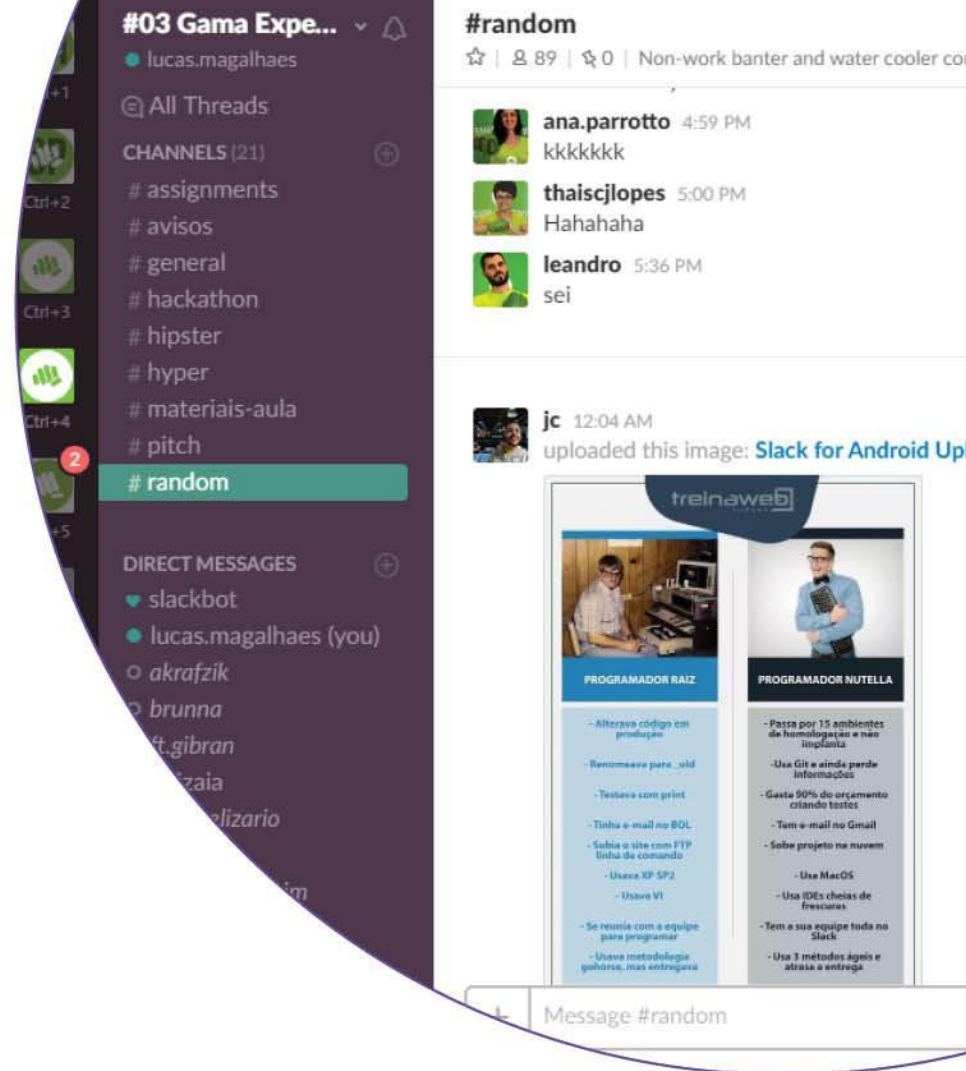 #03 Gama Expe...
lucas.magalhaes
All Threads
CHANNELS (21)
# assignments
# avisos
# general
# hackathon
# hipster
# hyper
# materiais-aula
# pitch
# random
DIRECT MESSAGES
slackbot
lucas.magalhaes (you)
akrafzik
brunna
ft.gibran
zaia
elizario
im
+1
Ctrl+2
Ctrl+3
Ctrl+4
2
+5
#random
89 | 0 | Non-work banter and water cooler co
ana.parrotto 4:59 PM
kkkkkkk
thaiscjlopes 5:00 PM
Hahahaha
leandro 5:36 PM
sei
jc 12:04 AM
uploaded this image: Slack for Android Upl
treinaweb
PROGRAMADOR RAIZ
- Alterava código em
produção
- Renomeava para _old
- Testava com print
- Tinha e-mail no BOL
- Subia o site com FTP
linha de comando
- Usava XP SP2
- Usava VI
- Se reunia com a equipe
para programar
- Usava metodologia
gohorse, mas entregava
PROGRAMADOR NUTELLA
- Passa por 15 ambientes
de homologação e não
implanta
-Usa Git e ainda perde
informações
- Gasta 90% do orçamento
criando testes
- Tem e-mail no Gmail
- Sobe projeto na nuvem
- Usa MacOS
- Usa IDEs cheias de
frescuras
- Tem a sua equipe toda no
Slack
- Usa 3 métodos ágeis e
atrasa a entrega
Message #random